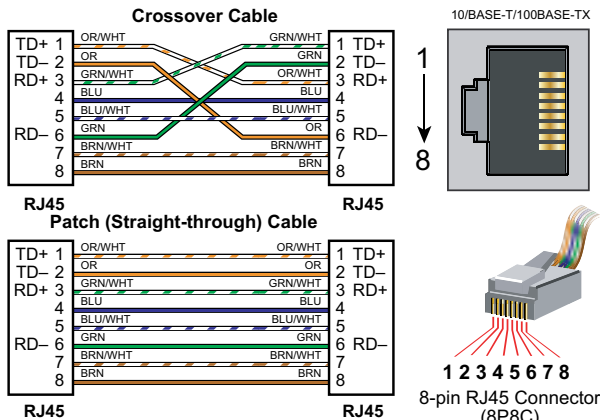 Crossover Cable
TD+ 1 OR/WHT GRN/WHT 1 TD+
TD– 2 OR GRN 2 TD–
RD+ 3 GRN/WHT OR/WHT 3 RD+
4 BLU BLU 4
5 BLU/WHT BLU/WHT 5
RD– 6 GRN OR 6 RD–
7 BRN/WHT BRN/WHT 7
8 BRN BRN 8
RJ45 RJ45
10/BASE-T/100BASE-TX
1
8
Patch (Straight-through) Cable
TD+ 1 OR/WHT OR/WHT 1 TD+
TD– 2 OR OR 2 TD–
RD+ 3 GRN/WHT GRN/WHT 3 RD+
4 BLU BLU 4
5 BLU/WHT BLU/WHT 5
RD– 6 GRN GRN 6 RD–
7 BRN/WHT BRN/WHT 7
8 BRN BRN 8
RJ45 RJ45
1 2 3 4 5 6 7 8
8-pin RJ45 Connector
(8P8C)